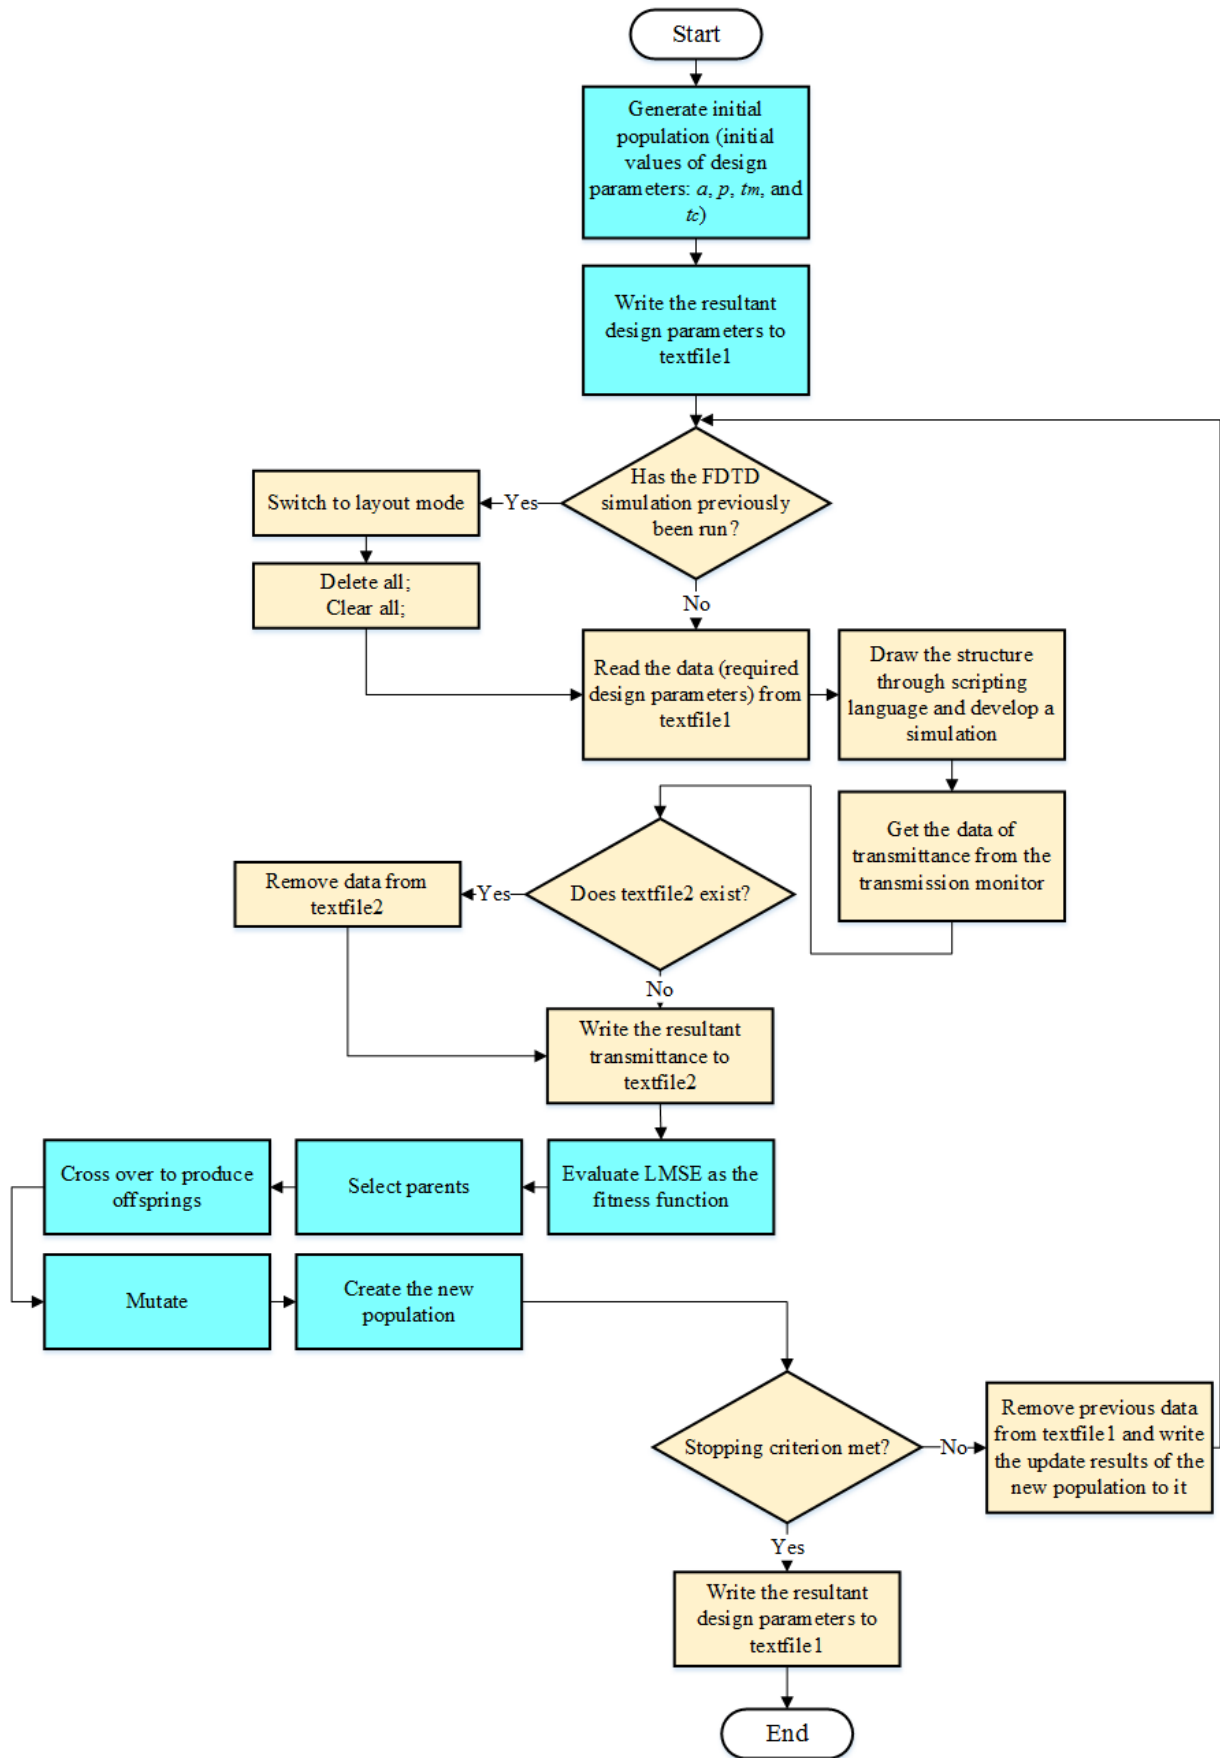 Start
Generate initial
population (initial
values of design
parameters: a, p, tm, and
tc)
Write the resultant
design parameters to
textfile1
Has the FDTD
simulation previously
been run?
Yes
Switch to layout mode
Delete all;
Clear all;
No
Read the data (required
design parameters) from
textfile1
Draw the structure
through scripting
language and develop a
simulation
Get the data of
transmittance from the
transmission monitor
Does textfile2 exist?
Yes
Remove data from
textfile2
No
Write the resultant
transmittance to
textfile2
Evaluate LMSE as the
fitness function
Select parents
Cross over to produce
offsprings
Mutate
Create the new
population
Stopping criterion met?
No
Remove previous data
from textfile1 and write
the update results of the
new population to it
Yes
Write the resultant
design parameters to
textfile1
End